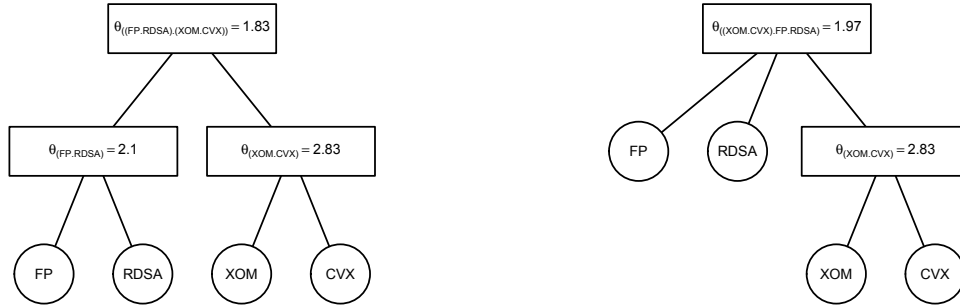 θ((FP.RDSA).(XOM.CVX)) = 1.83
θ((XOM.CVX).FP.RDSA) = 1.97
θ(FP.RDSA) = 2.1
θ(XOM.CVX) = 2.83
FP
RDSA
θ(XOM.CVX) = 2.83
FP
RDSA
XOM
CVX
XOM
CVX